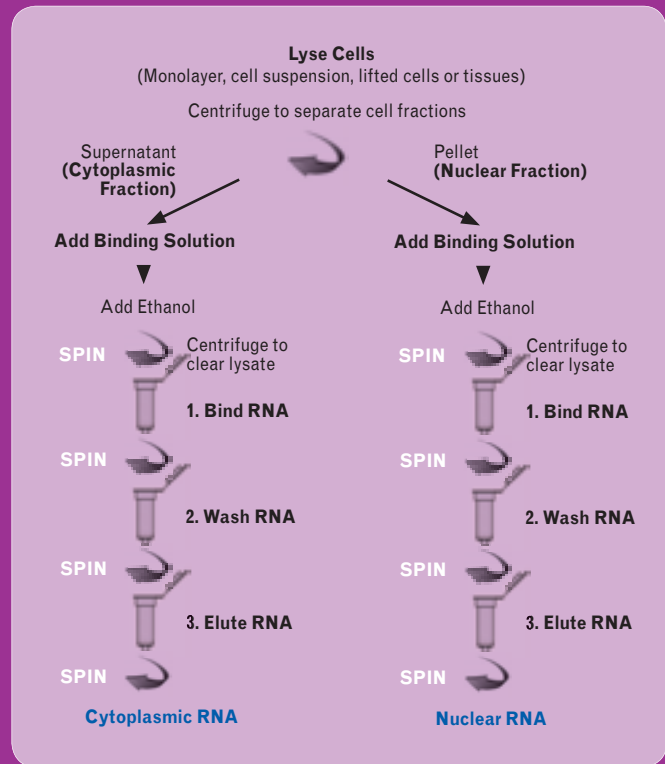 Lyse Cells
(Monolayer, cell suspension, lifted cells or tissues)
Centrifuge to separate cell fractions
Supernatant
(Cytoplasmic
Fraction)
Pellet
(Nuclear Fraction)
Add Binding Solution
Add Ethanol
SPIN
Centrifuge to
clear lysate
1. Bind RNA
SPIN
2. Wash RNA
SPIN
3. Elute RNA
SPIN
Cytoplasmic RNA
Add Binding Solution
Add Ethanol
SPIN
Centrifuge to
clear lysate
1. Bind RNA
SPIN
2. Wash RNA
SPIN
3. Elute RNA
SPIN
Nuclear RNA